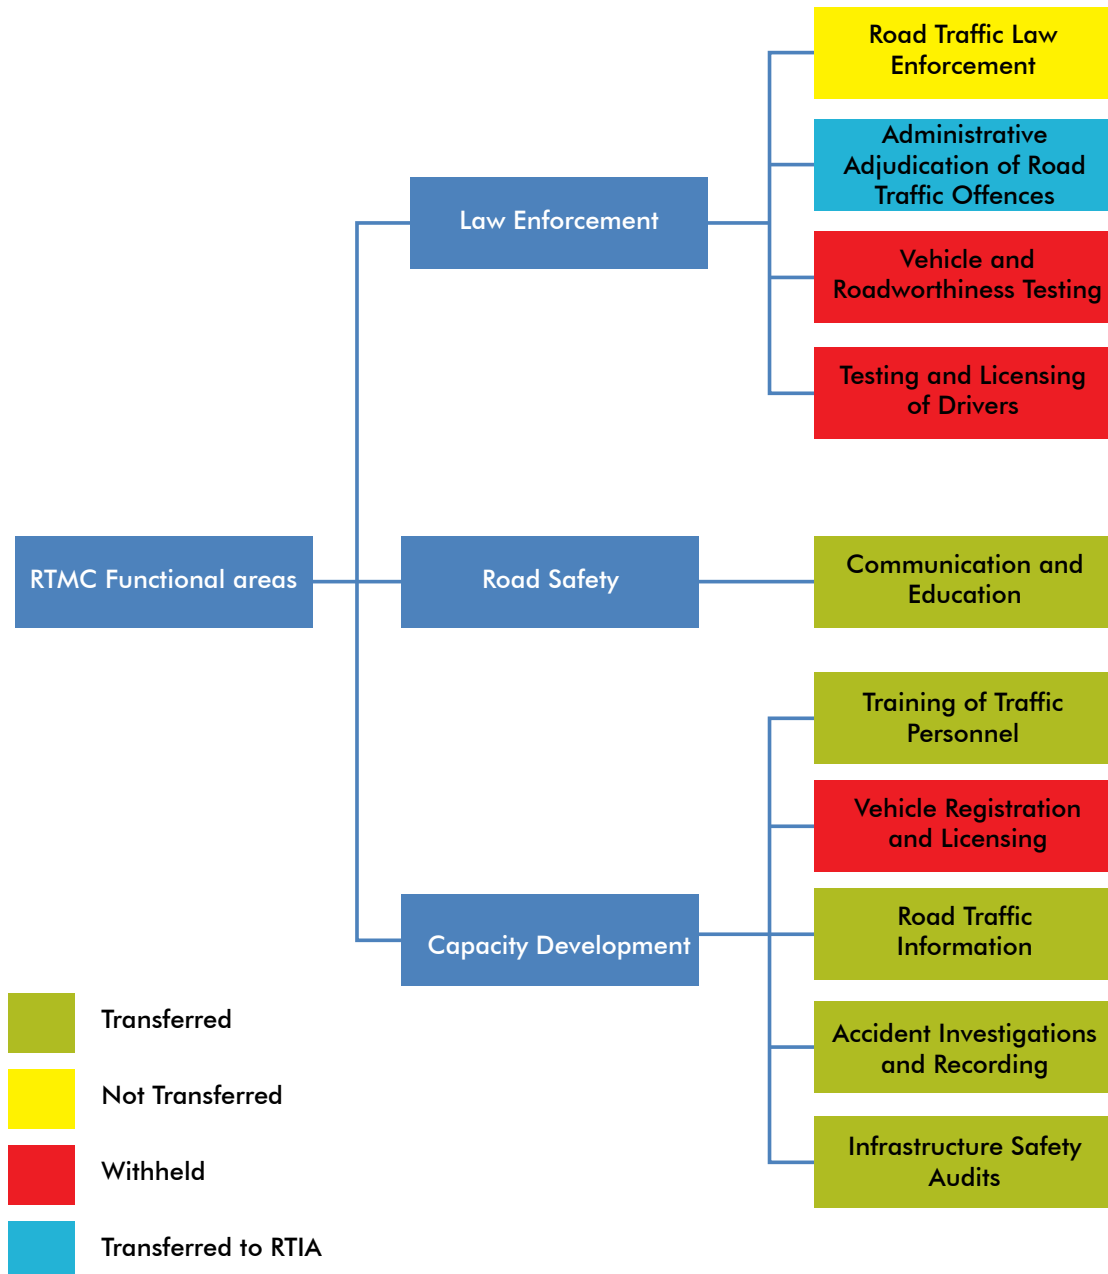 Road Traffic Law
Enforcement
Administrative
Adjudication of Road
Traffic Offences
Law Enforcement
Vehicle and
Roadworthiness Testing
Testing and Licensing
of Drivers
RTMC Functional areas
Road Safety
Communication and
Education
Training of Traffic
Personnel
Vehicle Registration
and Licensing
Capacity Development
Road Traffic
Information
Accident Investigations
and Recording
Infrastructure Safety
Audits
Transferred
Not Transferred
Withheld
Transferred to RTIA